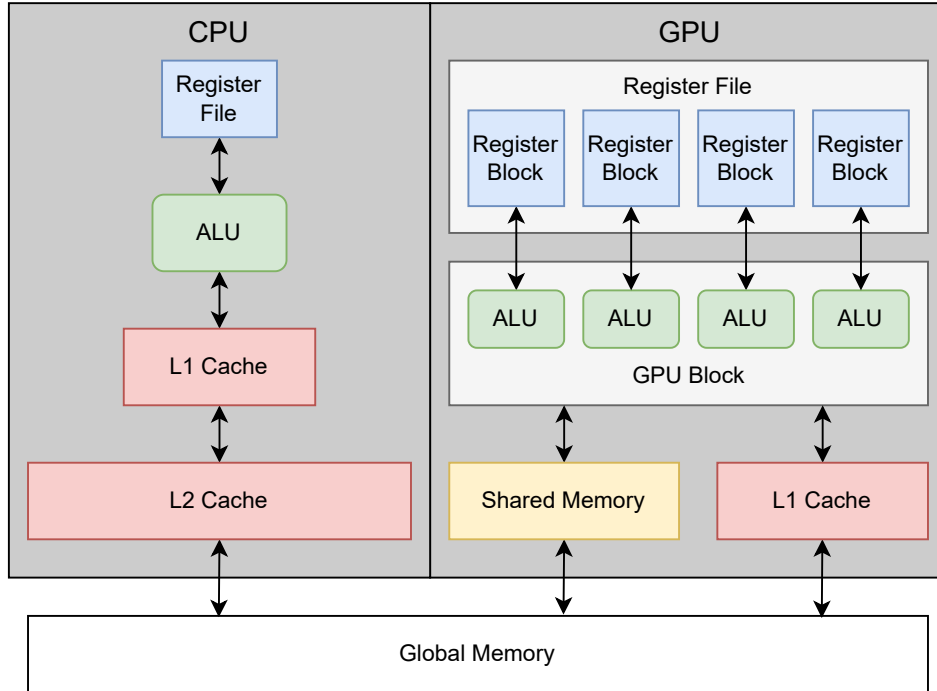 CPU
Register
File
ALU
L1 Cache
L2 Cache
GPU
Register File
Register
Block
Register
Block
Register
Block
Register
Block
ALU
ALU
ALU
ALU
GPU Block
Shared Memory
L1 Cache
Global Memory